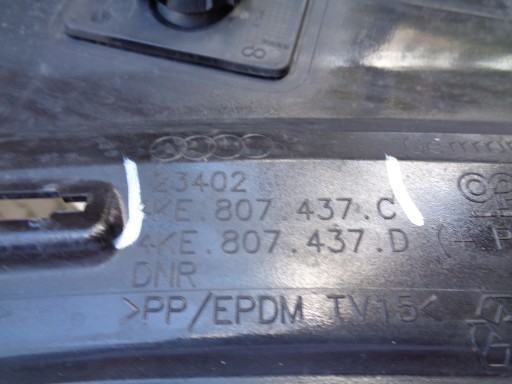 23402
4KE.807.437.C
4KE.807.437.D
DNR
>PP/EPDM TV15<